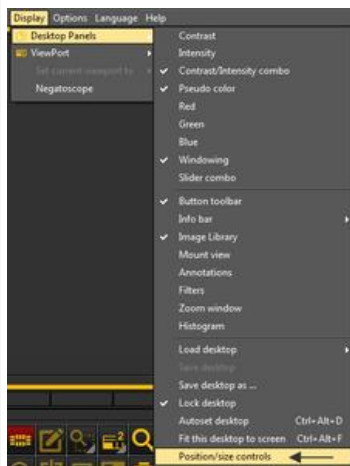 Display Options Language Help
Desktop Panels
ViewPort
Set current viewport to
Negatoscope
Contrast
Intensity
Contrast/Intensity combo
Pseudo color
Red
Green
Blue
Windowing
Slider combo
Button toolbar
Info bar
Image Library
Mount view
Annotations
Filters
Zoom window
Histogram
Load desktop
Save desktop
Save desktop as ...
Lock desktop
Autoset desktop Ctrl+Alt+D
Fit this desktop to screen Ctrl+Alt+F
Position/size controls